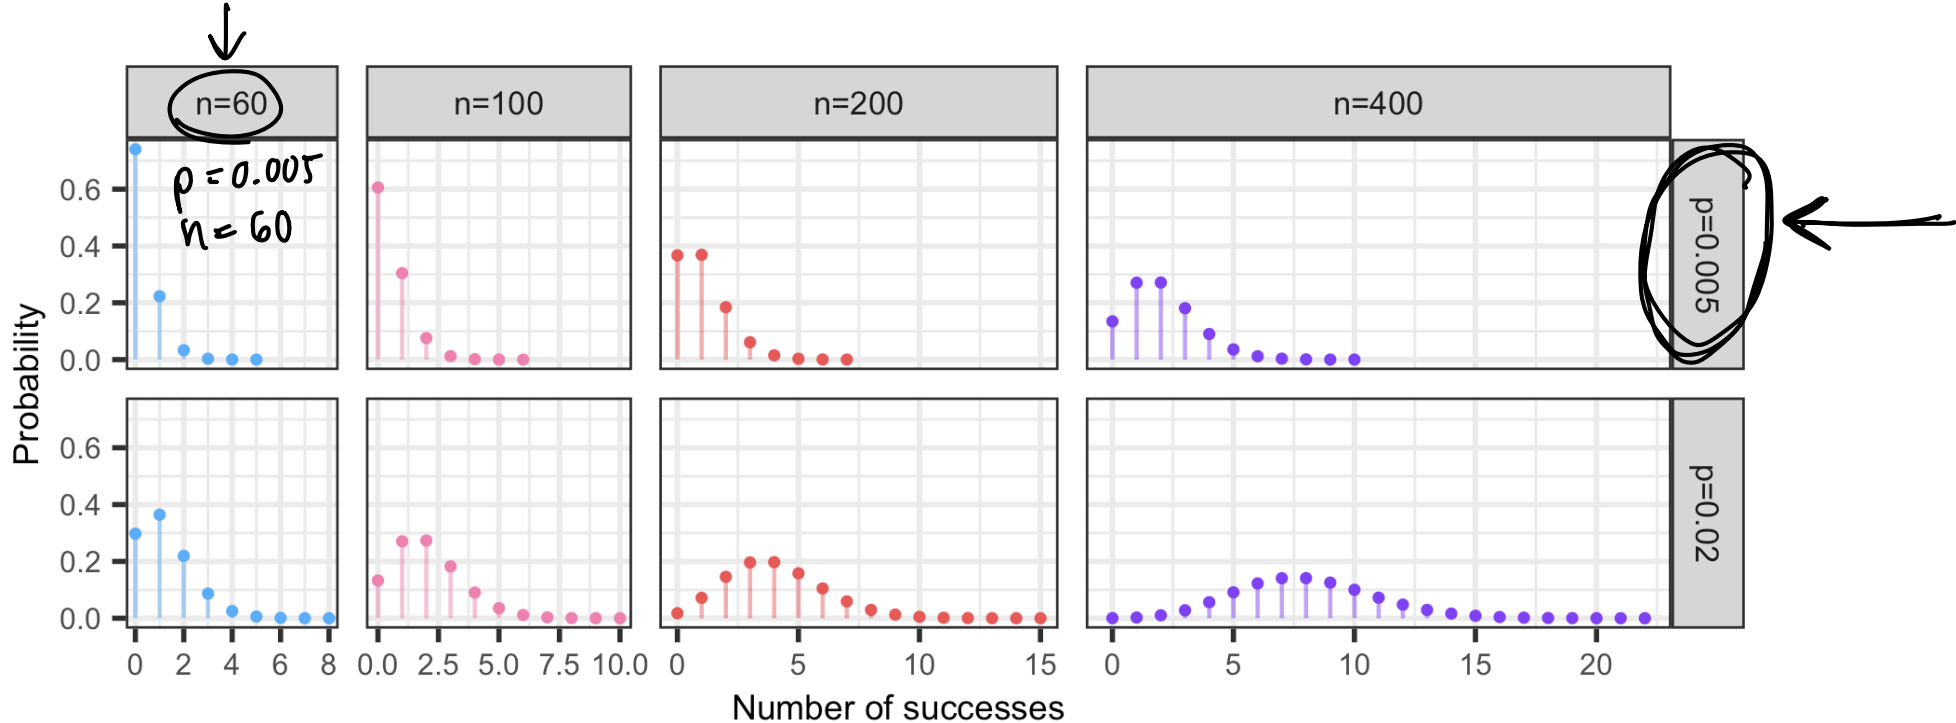 n=60
n=100
n=200
n=400
p=0.005
n=60
0.6
0.4
0.2
0.0
p=0.005
Probability
0.6
0.4
0.2
0.0
p=0.02
0 2 4 6 8
0.0 2.5 5.0 7.5 10.0
0 5 10 15
0 5 10 15 20
Number of successes